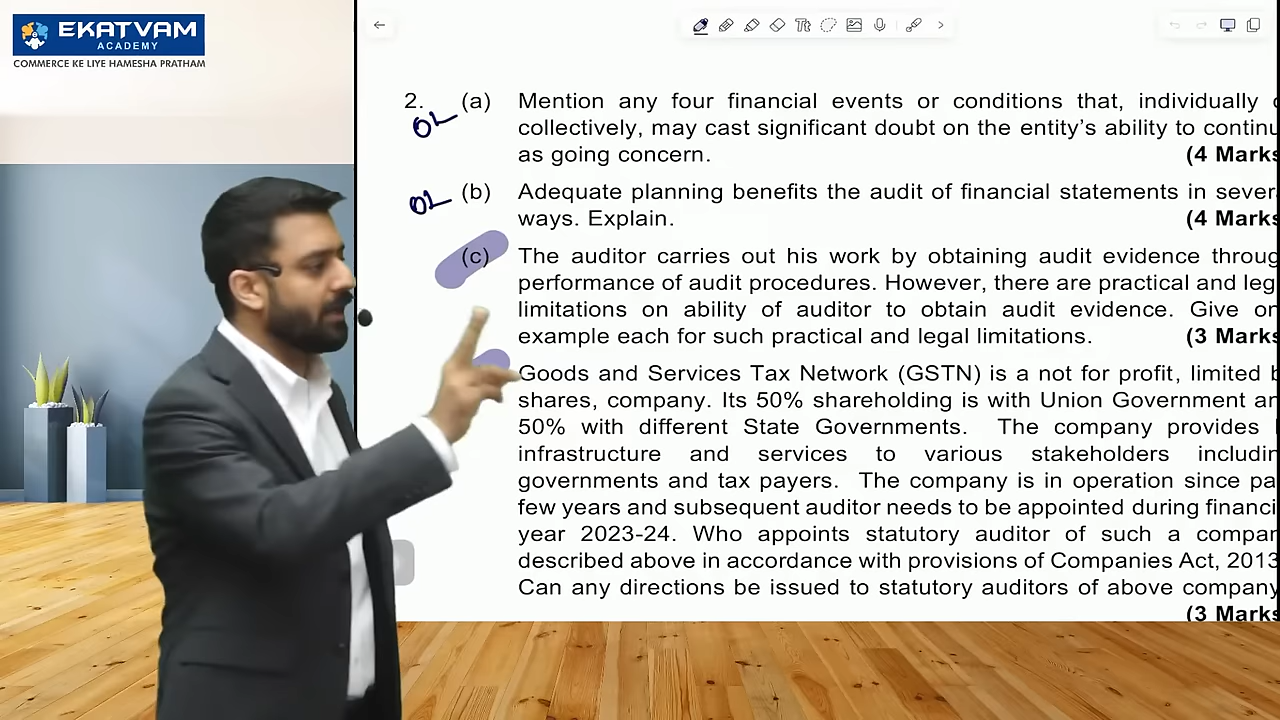 EKATVAM
ACADEMY
COMMERCE KE LIYE HAMESHA PRATHAM
2. (a) Mention any four financial events or conditions that, individually
OL
collectively, may cast significant doubt on the entity's ability to continu
as going concern. (4 Marks
OL (b) Adequate planning benefits the audit of financial statements in sever
ways. Explain. (4 Marks
(c) The auditor carries out his work by obtaining audit evidence throug
performance of audit procedures. However, there are practical and leg
limitations on ability of auditor to obtain audit evidence. Give on
example each for such practical and legal limitations. (3 Marks
Goods and Services Tax Network (GSTN) is a not for profit, limited b
shares, company. Its 50% shareholding is with Union Government an
50% with different State Governments. The company provides
infrastructure and services to various stakeholders includin
governments and tax payers. The company is in operation since pa
few years and subsequent auditor needs to be appointed during financi
year 2023-24. Who appoints statutory auditor of such a compan
described above in accordance with provisions of Companies Act, 2013
Can any directions be issued to statutory auditors of above company
(3 Marks